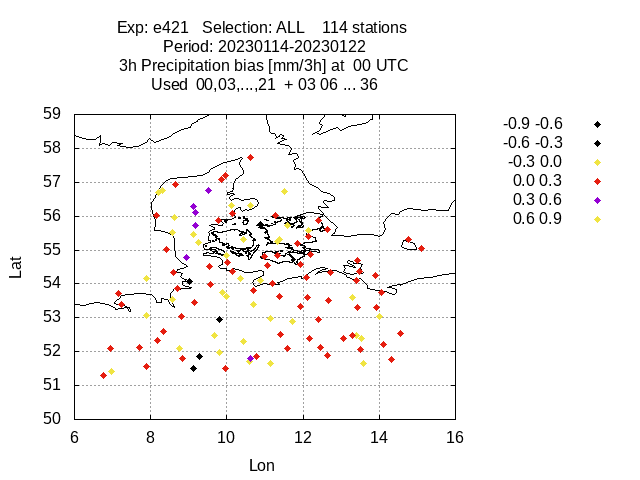 Exp: e421   Selection: ALL    114 stations
Period: 20230114-20230122
3h Precipitation bias [mm/3h] at  00 UTC
Used  00,03,...,21  + 03 06 ... 36
-0.9 -0.6
-0.6 -0.3
-0.3 0.0
0.0 0.3
0.3 0.6
0.6 0.9
59
58
57
56
55
54
53
52
51
50
Lat
6 8 10 12 14 16
Lon